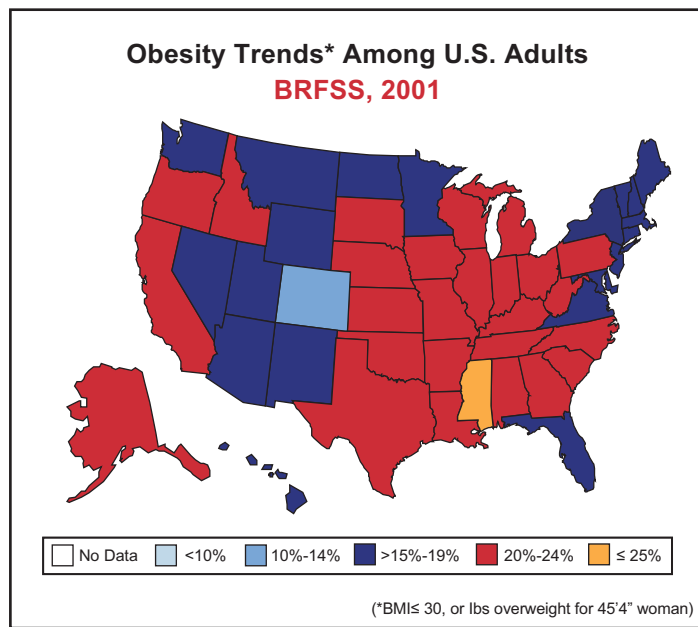 Obesity Trends* Among U.S. Adults
BRFSS, 2001
No Data <10% 10%-14% >15%-19% 20%-24% ≤ 25%
(*BMI≤ 30, or lbs overweight for 45’4” woman)